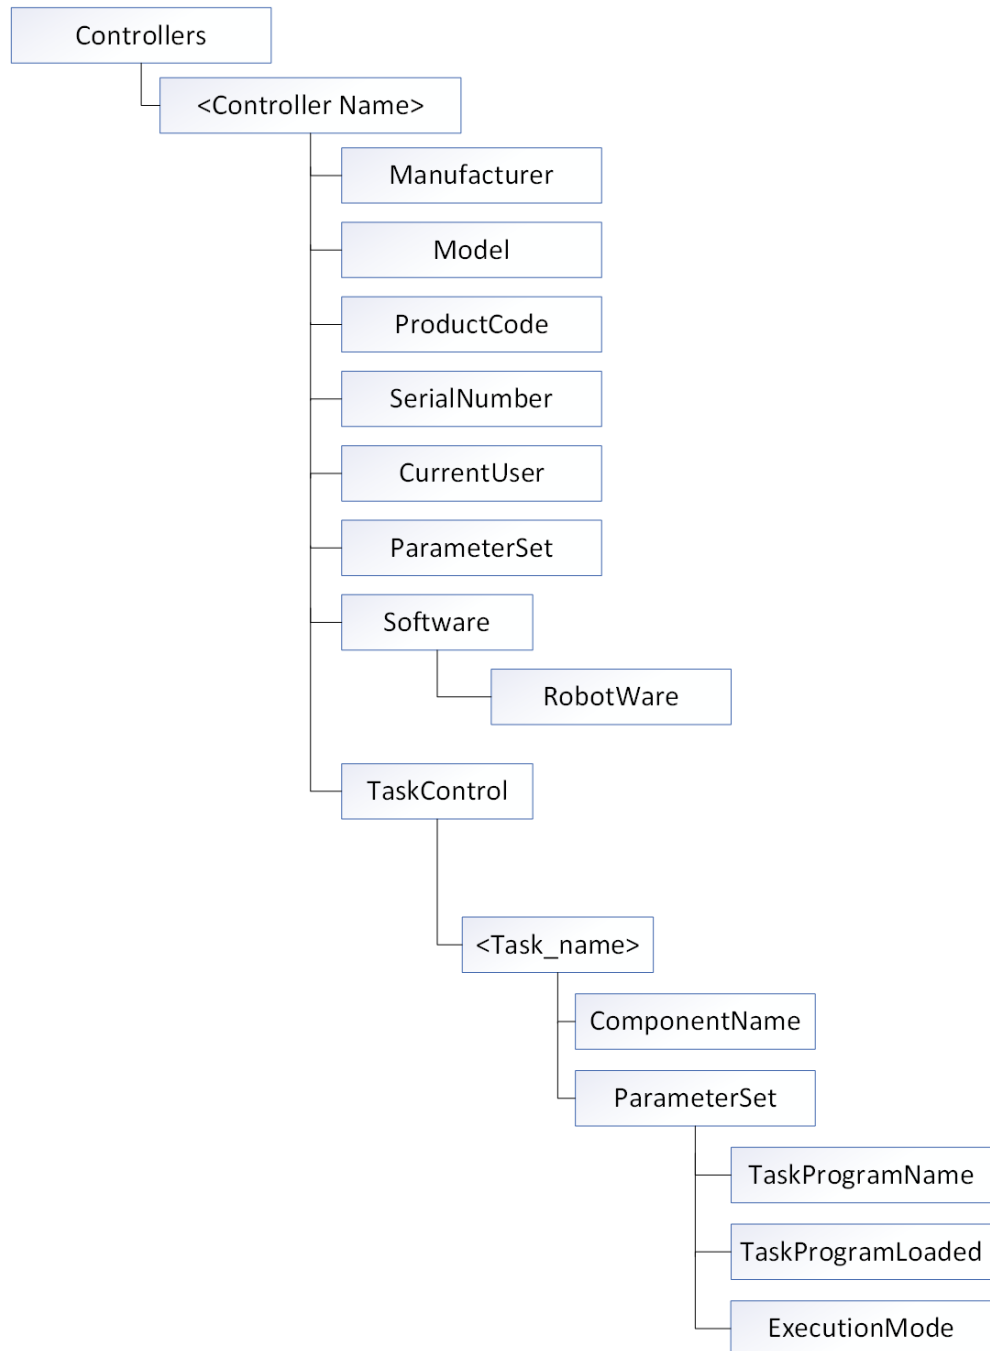 Controllers
<Controller Name>
Manufacturer
Model
ProductCode
SerialNumber
CurrentUser
ParameterSet
Software
RobotWare
TaskControl
<Task_name>
ComponentName
ParameterSet
TaskProgramName
TaskProgramLoaded
ExecutionMode